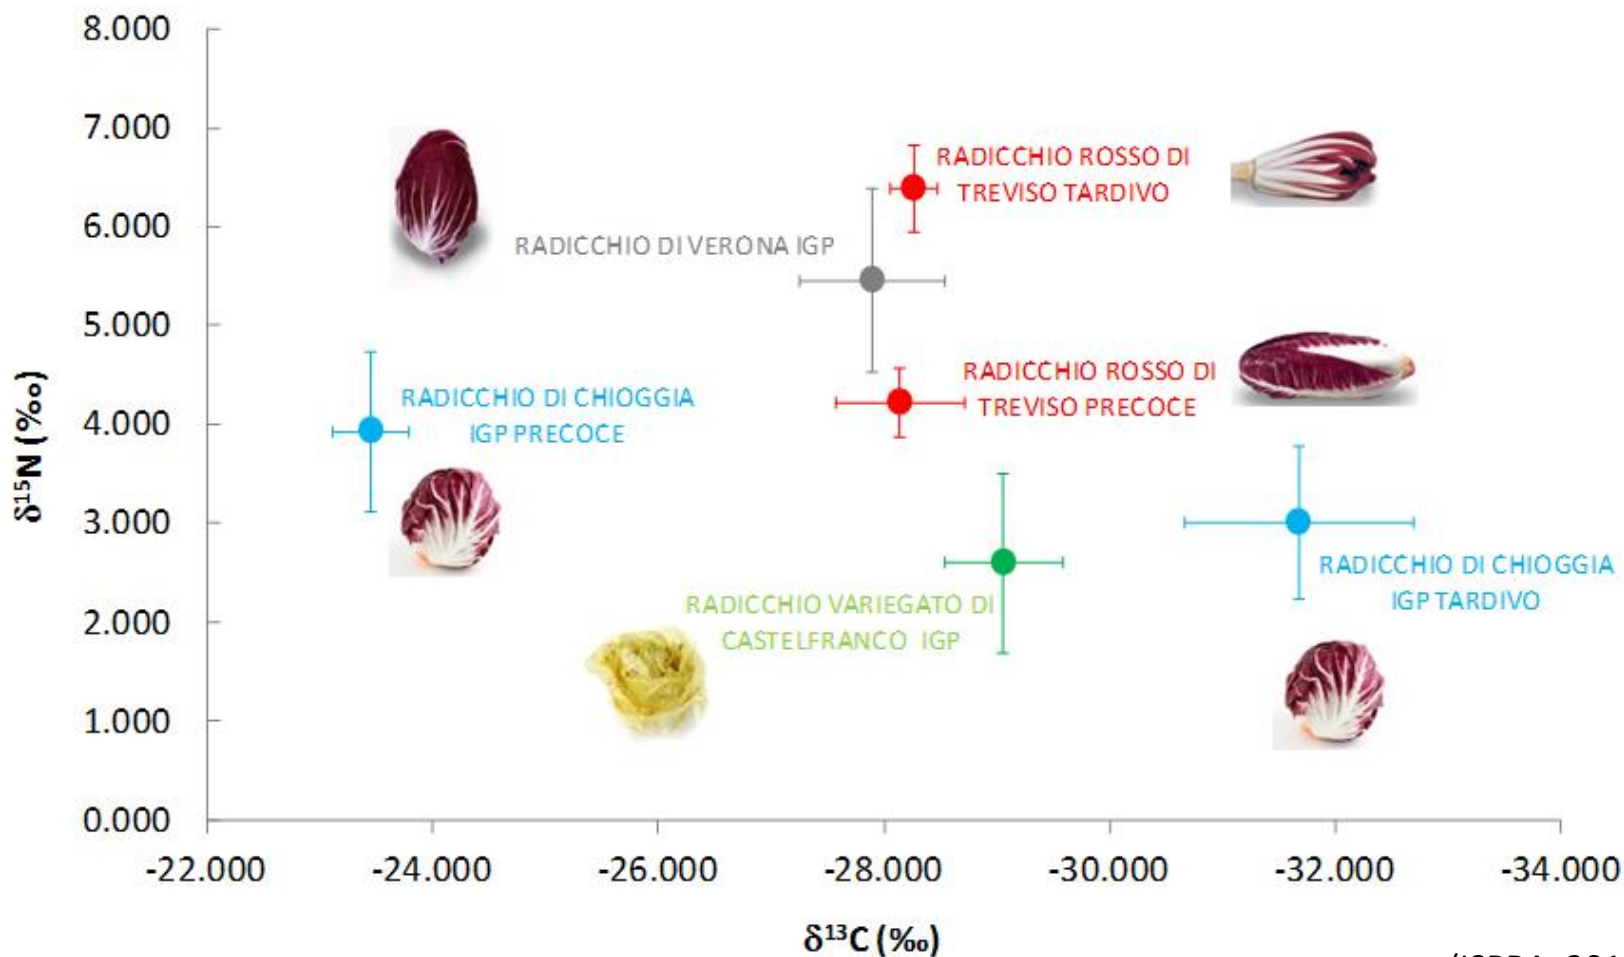 8.000
7.000
6.000
5.000
4.000
3.000
2.000
1.000
0.000
δ¹⁵N (‰)
RADICCHIO ROSSO DI
TREVISO TARDIVO
RADICCHIO DI VERONA IGP
RADICCHIO ROSSO DI
TREVISO PRECOCE
RADICCHIO DI CHIOGGIA
IGP PRECOCE
RADICCHIO DI CHIOGGIA
IGP TARDIVO
RADICCHIO VARIEGATO DI
CASTELFRANCO IGP
-22.000 -24.000 -26.000 -28.000 -30.000 -32.000 -34.000
δ¹³C (‰)